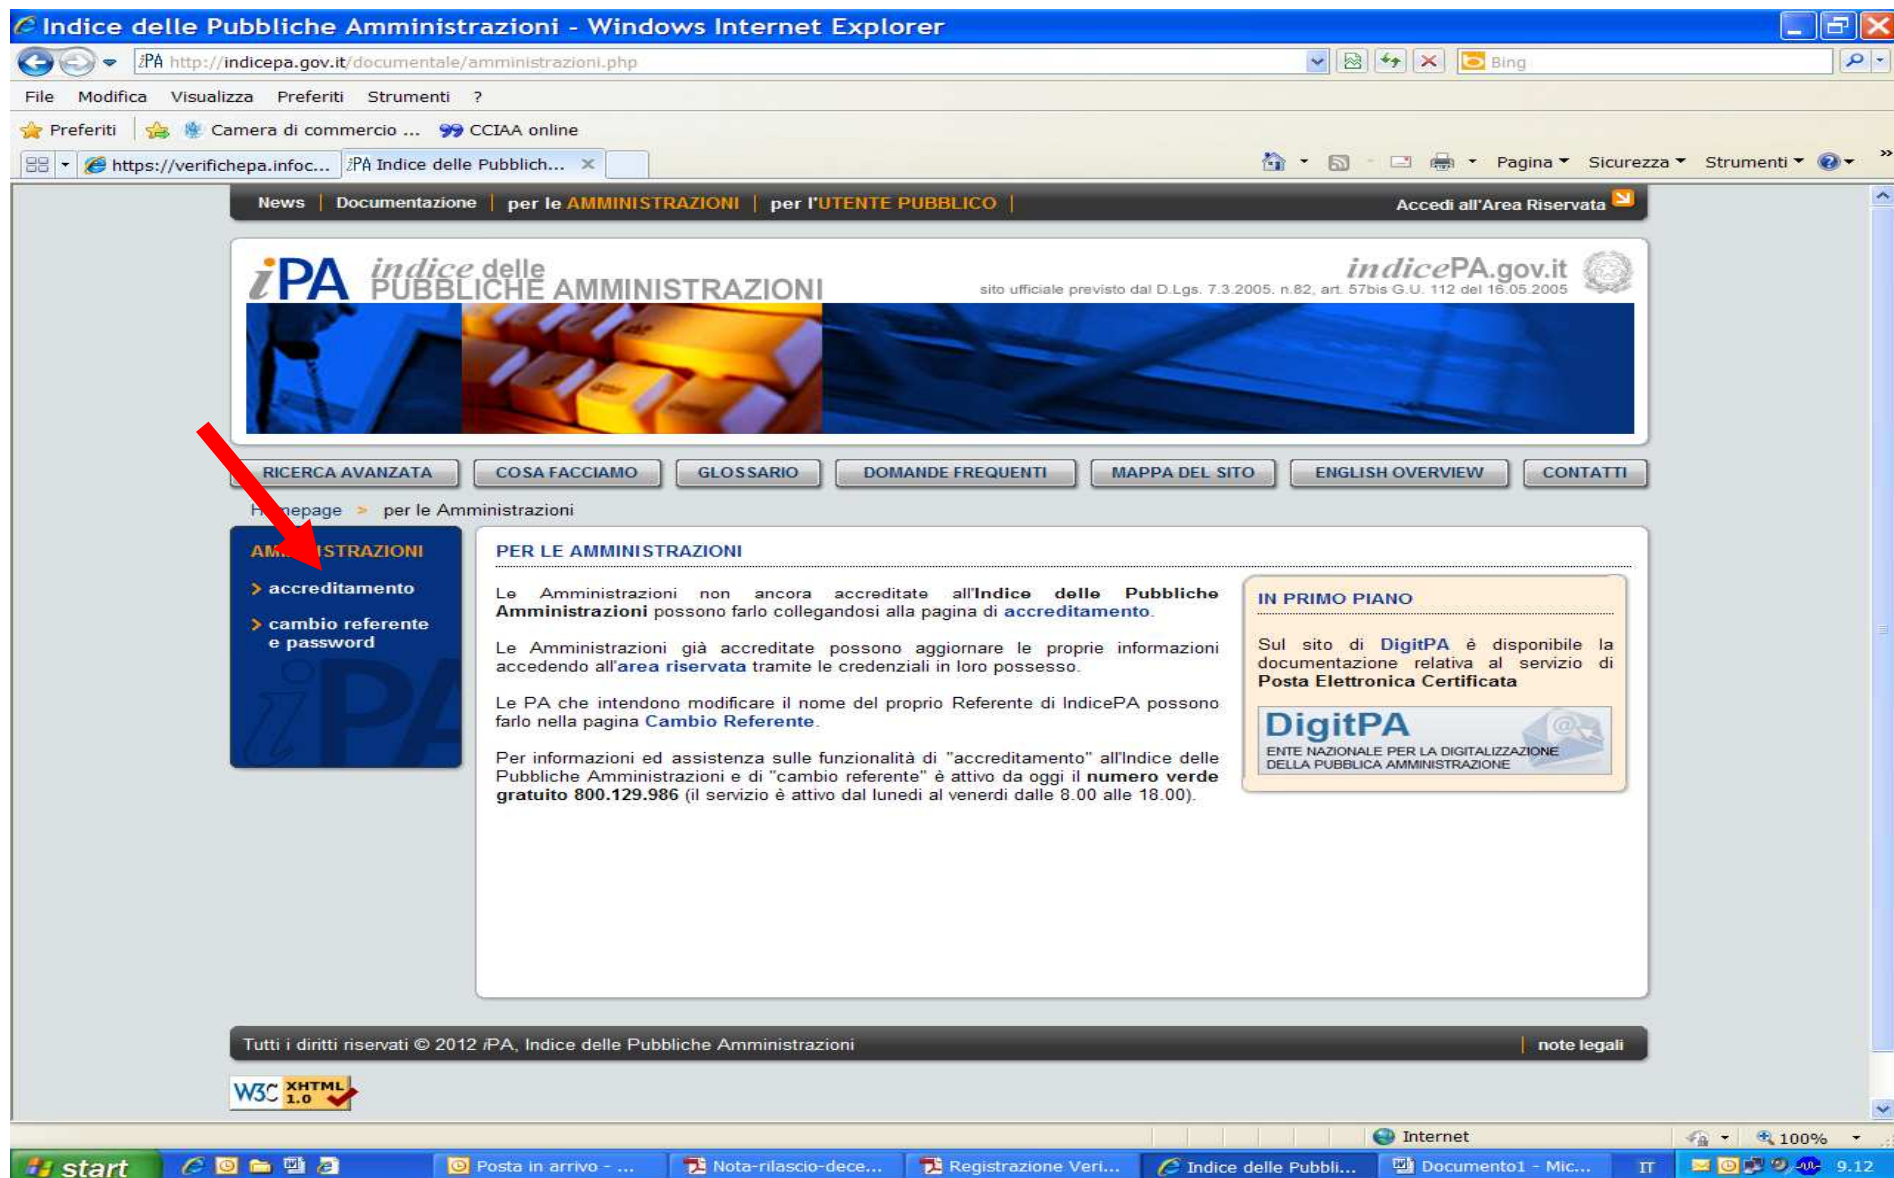 Indice delle Pubbliche Amministrazioni - Windows Internet Explorer
iPA http://indicepa.gov.it/documentale/amministrazioni.php
Bing
File Modifica Visualizza Preferiti Strumenti ?
Preferiti Camera di commercio ... CCIAA online
https://verifichepa.infoc... iPA Indice delle Pubblich... Pagina Sicurezza Strumenti »
News | Documentazione | per le AMMINISTRAZIONI | per l'UTENTE PUBBLICO | Accedi all'Area Riservata
iPA indice delle PUBBLICHE AMMINISTRAZIONI
indicePA.gov.it
sito ufficiale previsto dal D.Lgs. 7.3.2005. n.82, art. 57bis G.U. 112 del 16.05.2005
RICERCA AVANZATA COSA FACCIAMO GLOSSARIO DOMANDE FREQUENTI MAPPA DEL SITO ENGLISH OVERVIEW CONTATTI
Homepage > per le Amministrazioni
AMMINISTRAZIONI
> accreditamento
> cambio referente
e password
iPA
PER LE AMMINISTRAZIONI
Le Amministrazioni non ancora accreditate all'Indice delle Pubbliche
Amministrazioni possono farlo collegandosi alla pagina di accreditamento.
Le Amministrazioni già accreditate possono aggiornare le proprie informazioni
accedendo all'area riservata tramite le credenziali in loro possesso.
Le PA che intendono modificare il nome del proprio Referente di IndicePA possono
farlo nella pagina Cambio Referente.
Per informazioni ed assistenza sulle funzionalità di "accreditamento" all'Indice delle
Pubbliche Amministrazioni e di "cambio referente" è attivo da oggi il numero verde
gratuito 800.129.986 (il servizio è attivo dal lunedi al venerdi dalle 8.00 alle 18.00).
IN PRIMO PIANO
Sul sito di DigitPA è disponibile la
documentazione relativa al servizio di
Posta Elettronica Certificata
DigitPA
ENTE NAZIONALE PER LA DIGITALIZZAZIONE
DELLA PUBBLICA AMMINISTRAZIONE
Tutti i diritti riservati © 2012 iPA, Indice delle Pubbliche Amministrazioni | note legali
W3C XHTML 1.0
Internet 100%
start Posta in arrivo - ... Nota-rilascio-dece... Registrazione Veri... Indice delle Pubbli... Documento1 - Mic... IT 9.12